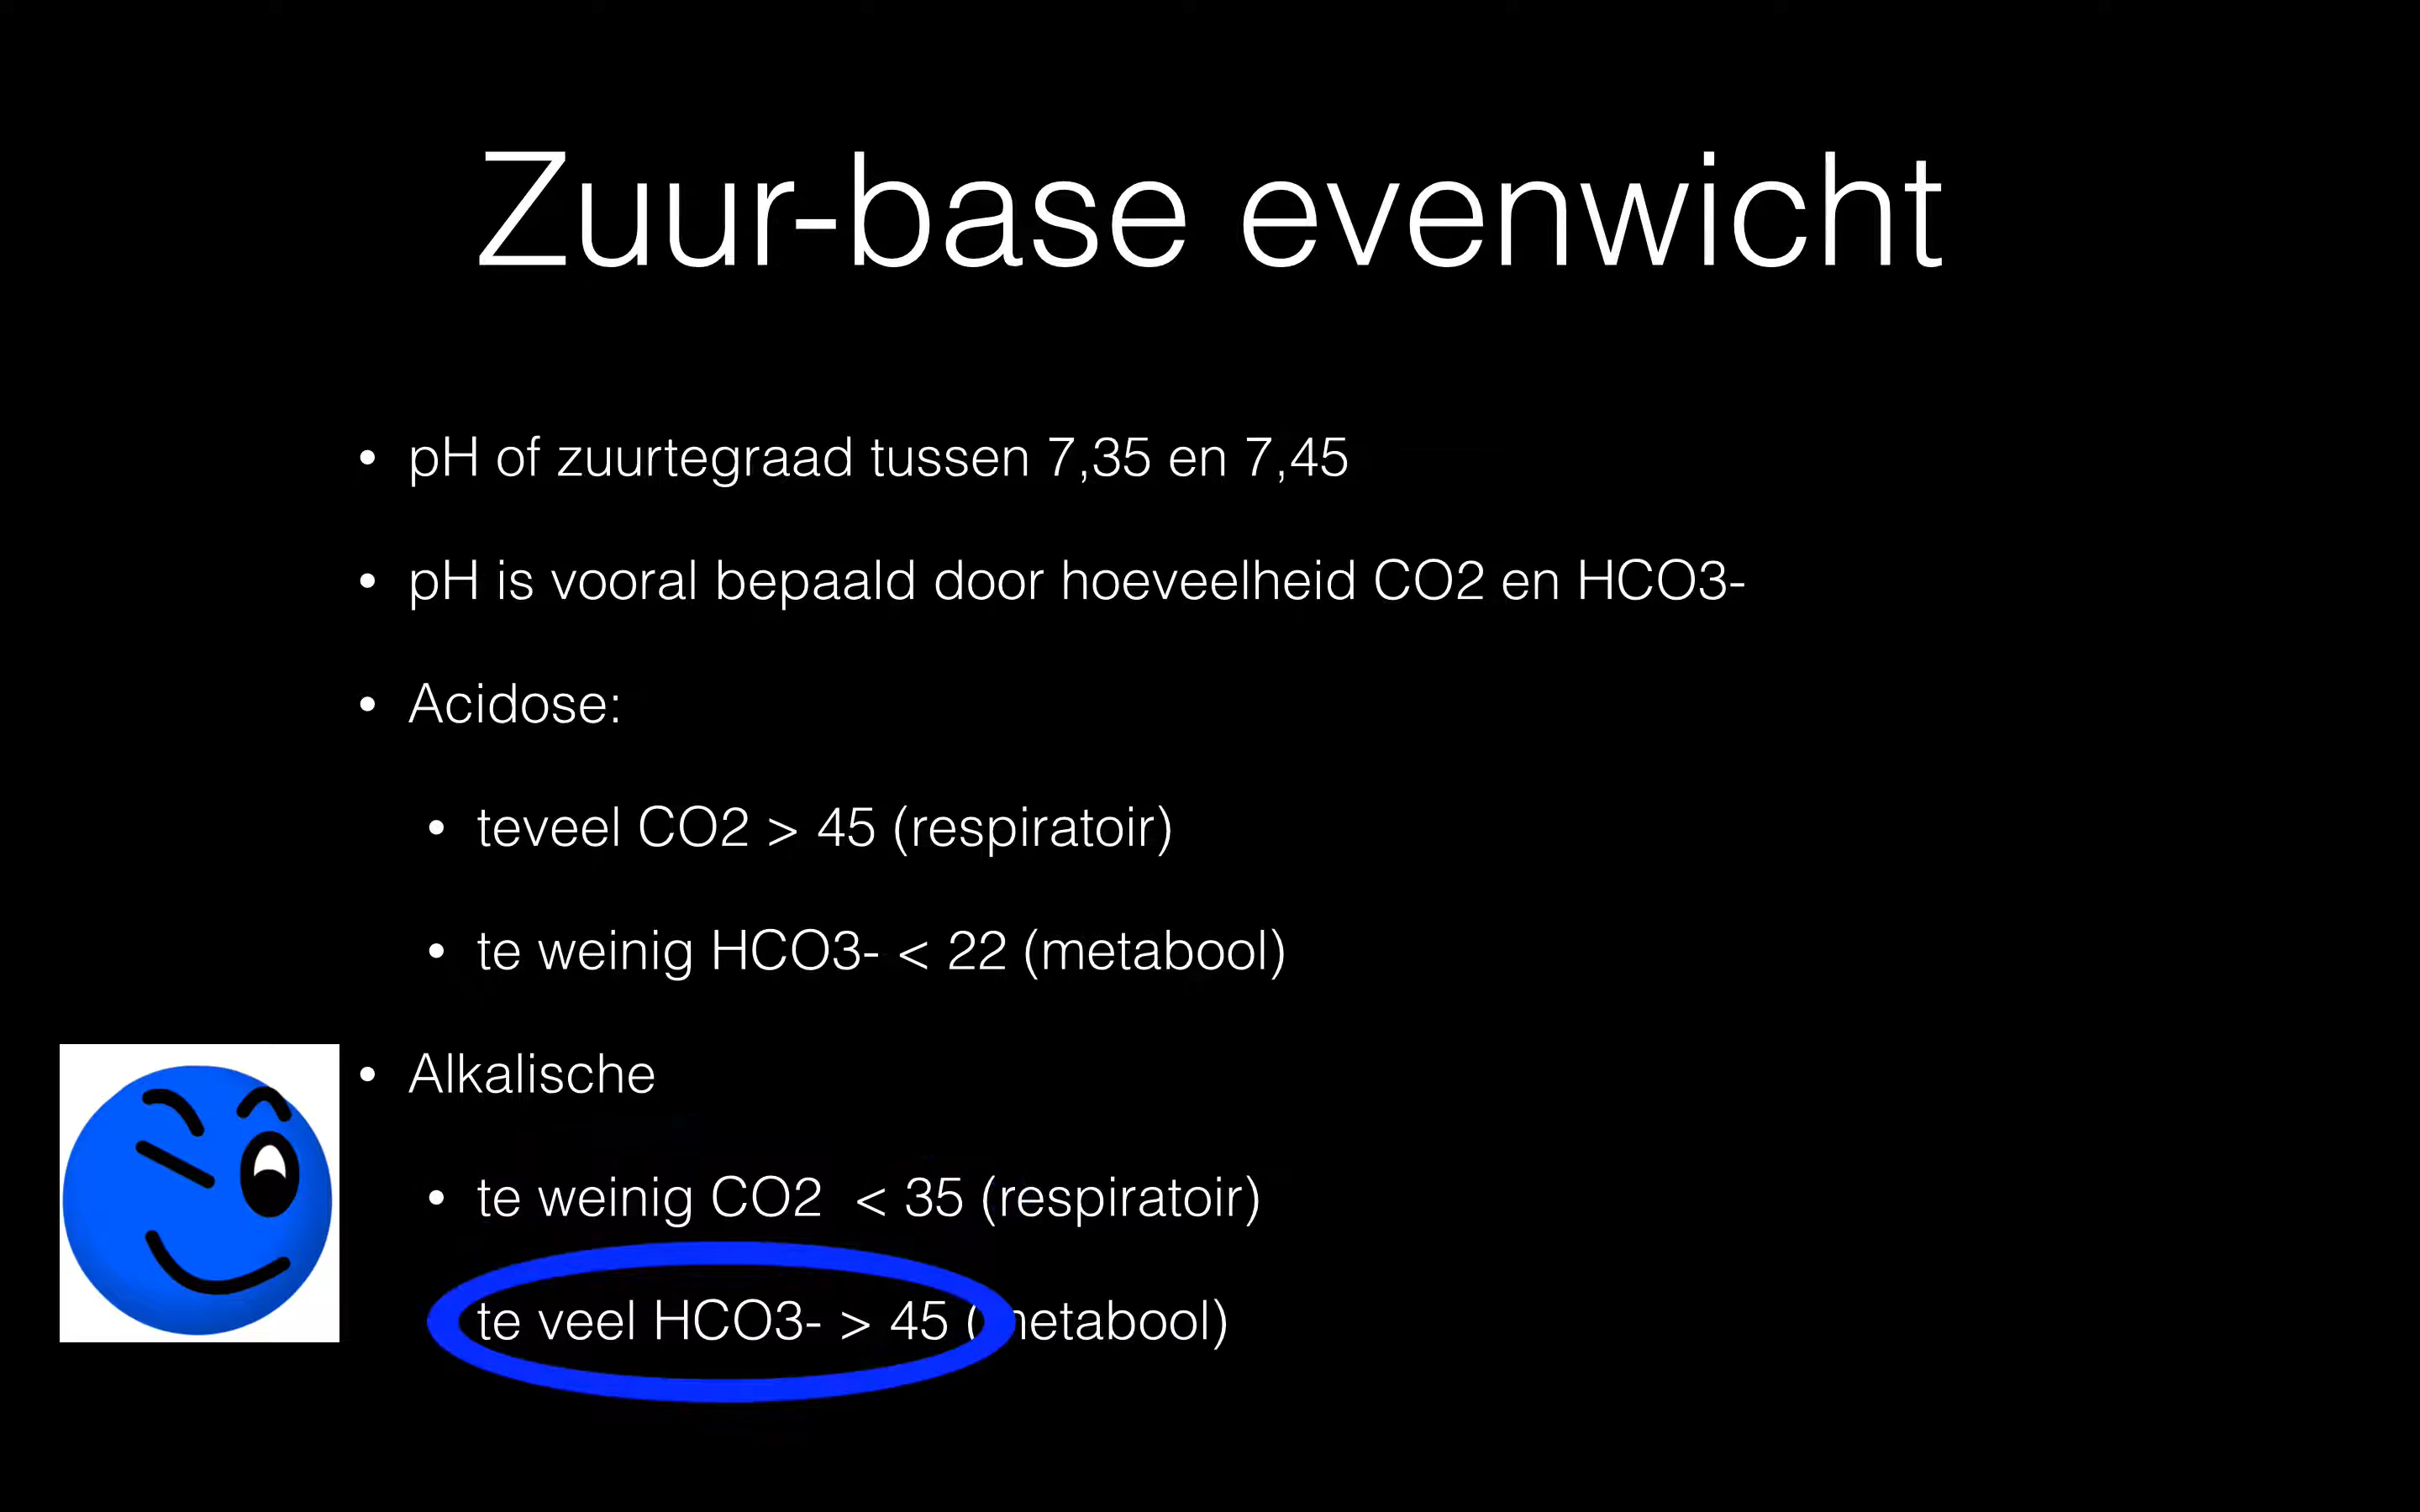 Zuur-base evenwicht
• pH of zuurtegraad tussen 7,35 en 7,45
• pH is vooral bepaald door hoeveelheid CO2 en HCO3-
• Acidose:
• teveel CO2 > 45 (respiratoir)
• te weinig HCO3- < 22 (metabool)
• Alkalische
• te weinig CO2 < 35 (respiratoir)
te veel HCO3- > 45 (metabool)